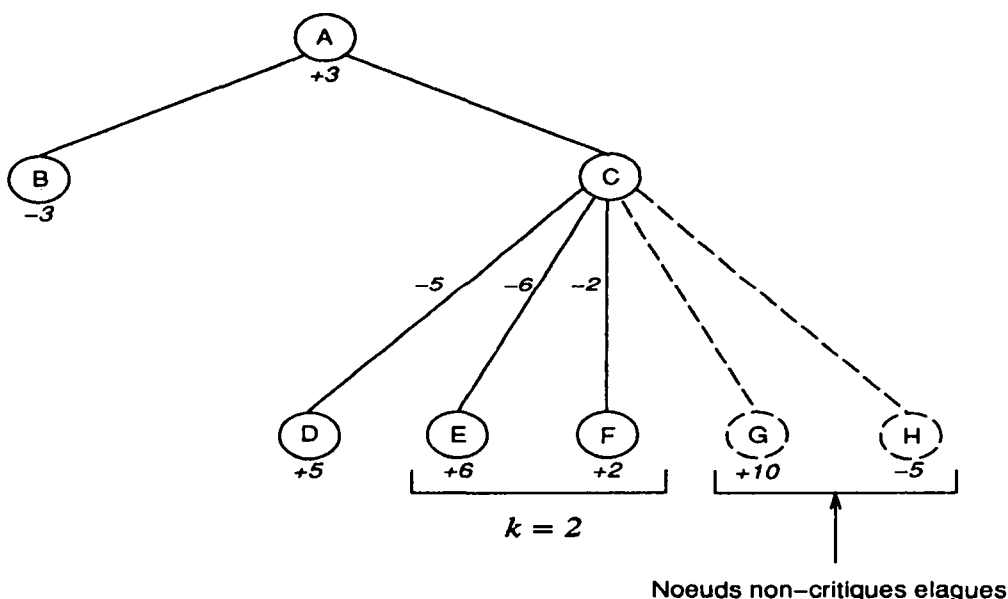 A
+3
B
-3
C
-5
-6
-2
D
E
F
G
H
+5
+6
+2
+10
-5
k = 2
Noeuds non-critiques elagues